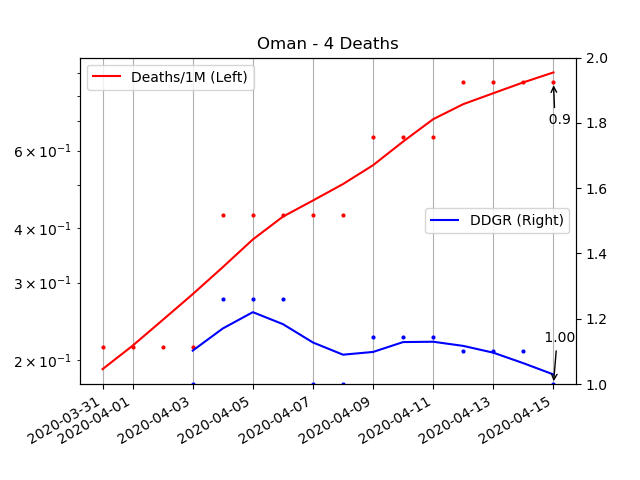 Oman - 4 Deaths
Deaths/1M (Left)
DDGR (Right)
6 × 10⁻¹
4 × 10⁻¹
3 × 10⁻¹
2 × 10⁻¹
2.0
1.8
1.6
1.4
1.2
1.0
0.9
1.00
2020-03-31
2020-04-01
2020-04-03
2020-04-05
2020-04-07
2020-04-09
2020-04-11
2020-04-13
2020-04-15